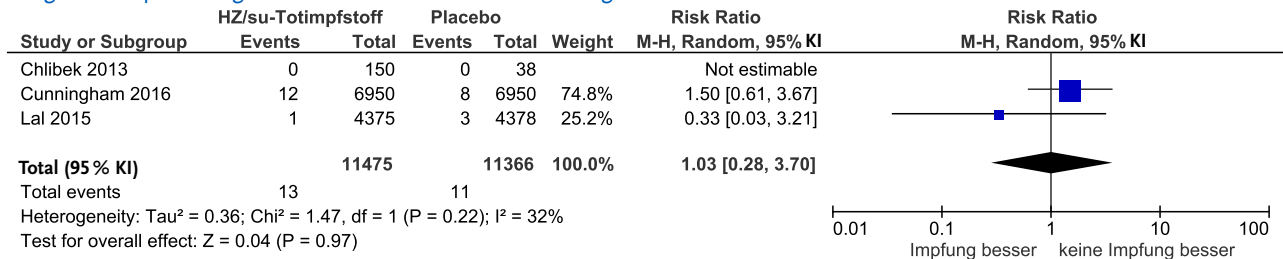 HZ/su-Totimpfstoff Placebo Risk Ratio Risk Ratio
Study or Subgroup Events Total Events Total Weight M-H, Random, 95% KI M-H, Random, 95% KI
Chlibek 2013 0 150 0 38 Not estimable
Cunningham 2016 12 6950 8 6950 74.8% 1.50 [0.61, 3.67]
Lal 2015 1 4375 3 4378 25.2% 0.33 [0.03, 3.21]
Total (95 % KI) 11475 11366 100.0% 1.03 [0.28, 3.70]
Total events 13 11
Heterogeneity: Tau² = 0.36; Chi² = 1.47, df = 1 (P = 0.22); I² = 32%
Test for overall effect: Z = 0.04 (P = 0.97)
0.01 0.1 1 10 100
Impfung besser keine Impfung besser